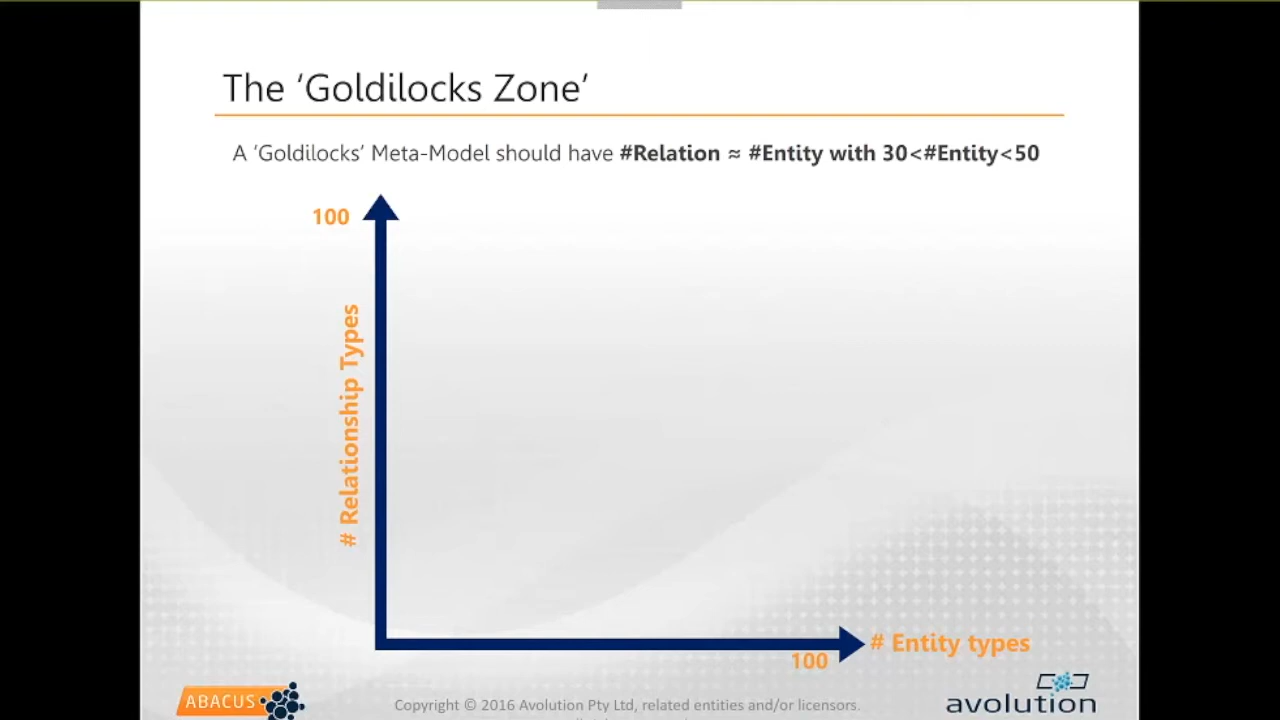 The ‘Goldilocks Zone’
A ‘Goldilocks’ Meta-Model should have #Relation ≈ #Entity with 30<#Entity<50
100
# Relationship Types
# Entity types
100
ABACUS
Copyright © 2016 Avolution Pty Ltd, related entities and/or licensors.
avolution